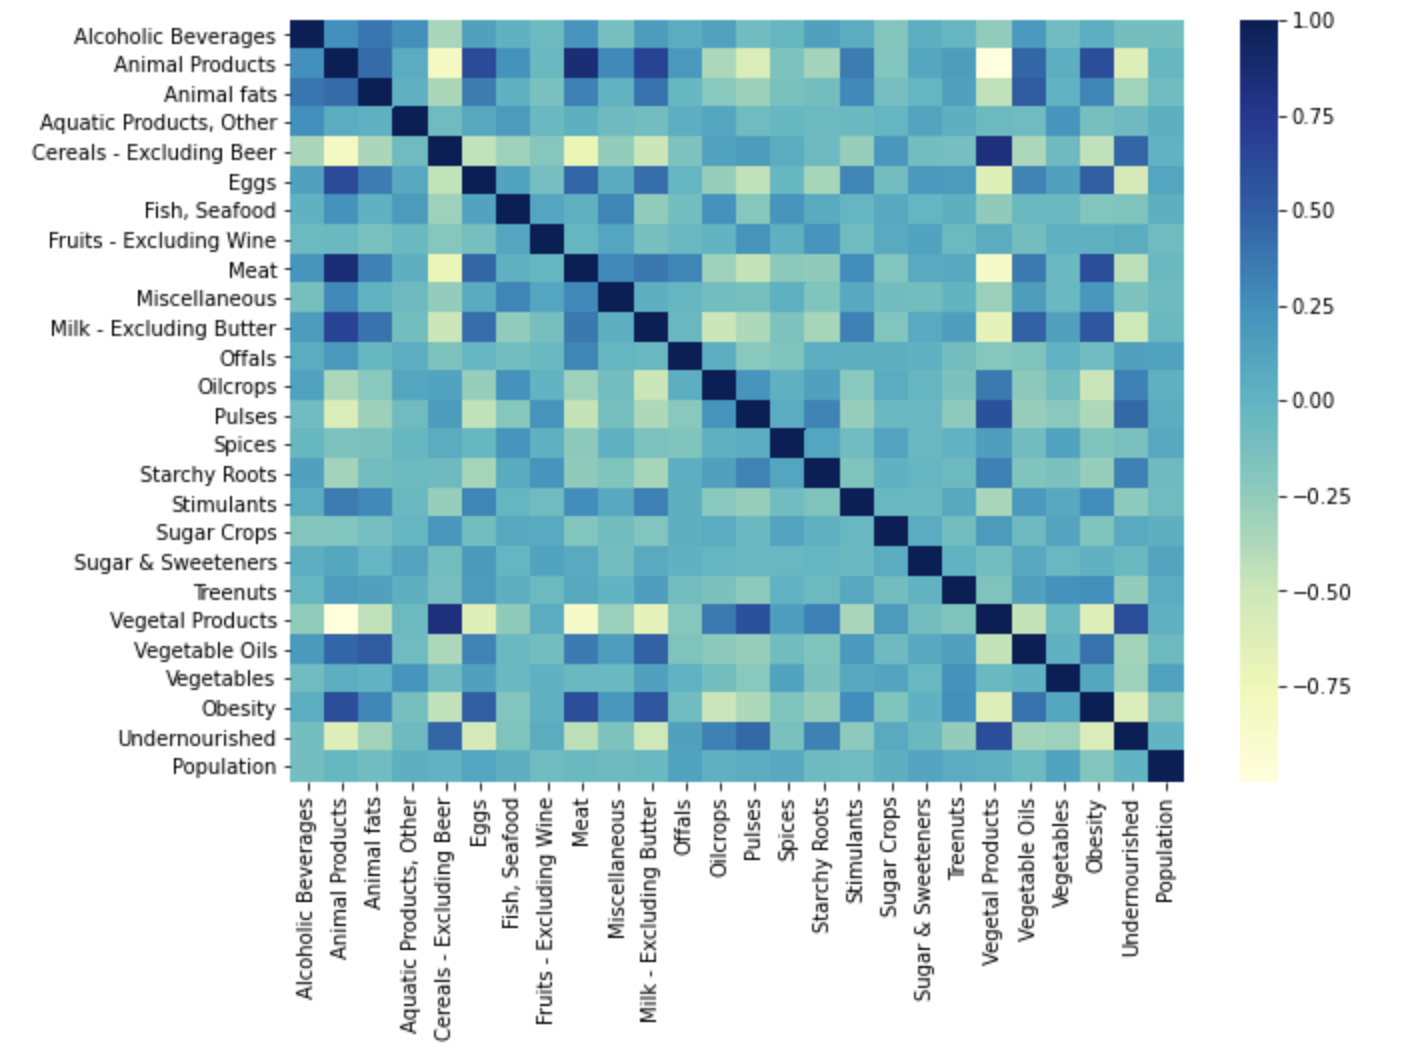 Alcoholic Beverages
Animal Products
Animal fats
Aquatic Products, Other
Cereals - Excluding Beer
Eggs
Fish, Seafood
Fruits - Excluding Wine
Meat
Miscellaneous
Milk - Excluding Butter
Offals
Oilcrops
Pulses
Spices
Starchy Roots
Stimulants
Sugar Crops
Sugar & Sweeteners
Treenuts
Vegetal Products
Vegetable Oils
Vegetables
Obesity
Undernourished
Population
Alcoholic Beverages
Animal Products
Animal fats
Aquatic Products, Other
Cereals - Excluding Beer
Eggs
Fish, Seafood
Fruits - Excluding Wine
Meat
Miscellaneous
Milk - Excluding Butter
Offals
Oilcrops
Pulses
Spices
Starchy Roots
Stimulants
Sugar Crops
Sugar & Sweeteners
Treenuts
Vegetal Products
Vegetable Oils
Vegetables
Obesity
Undernourished
Population
1.00
0.75
0.50
0.25
0.00
−0.25
−0.50
−0.75